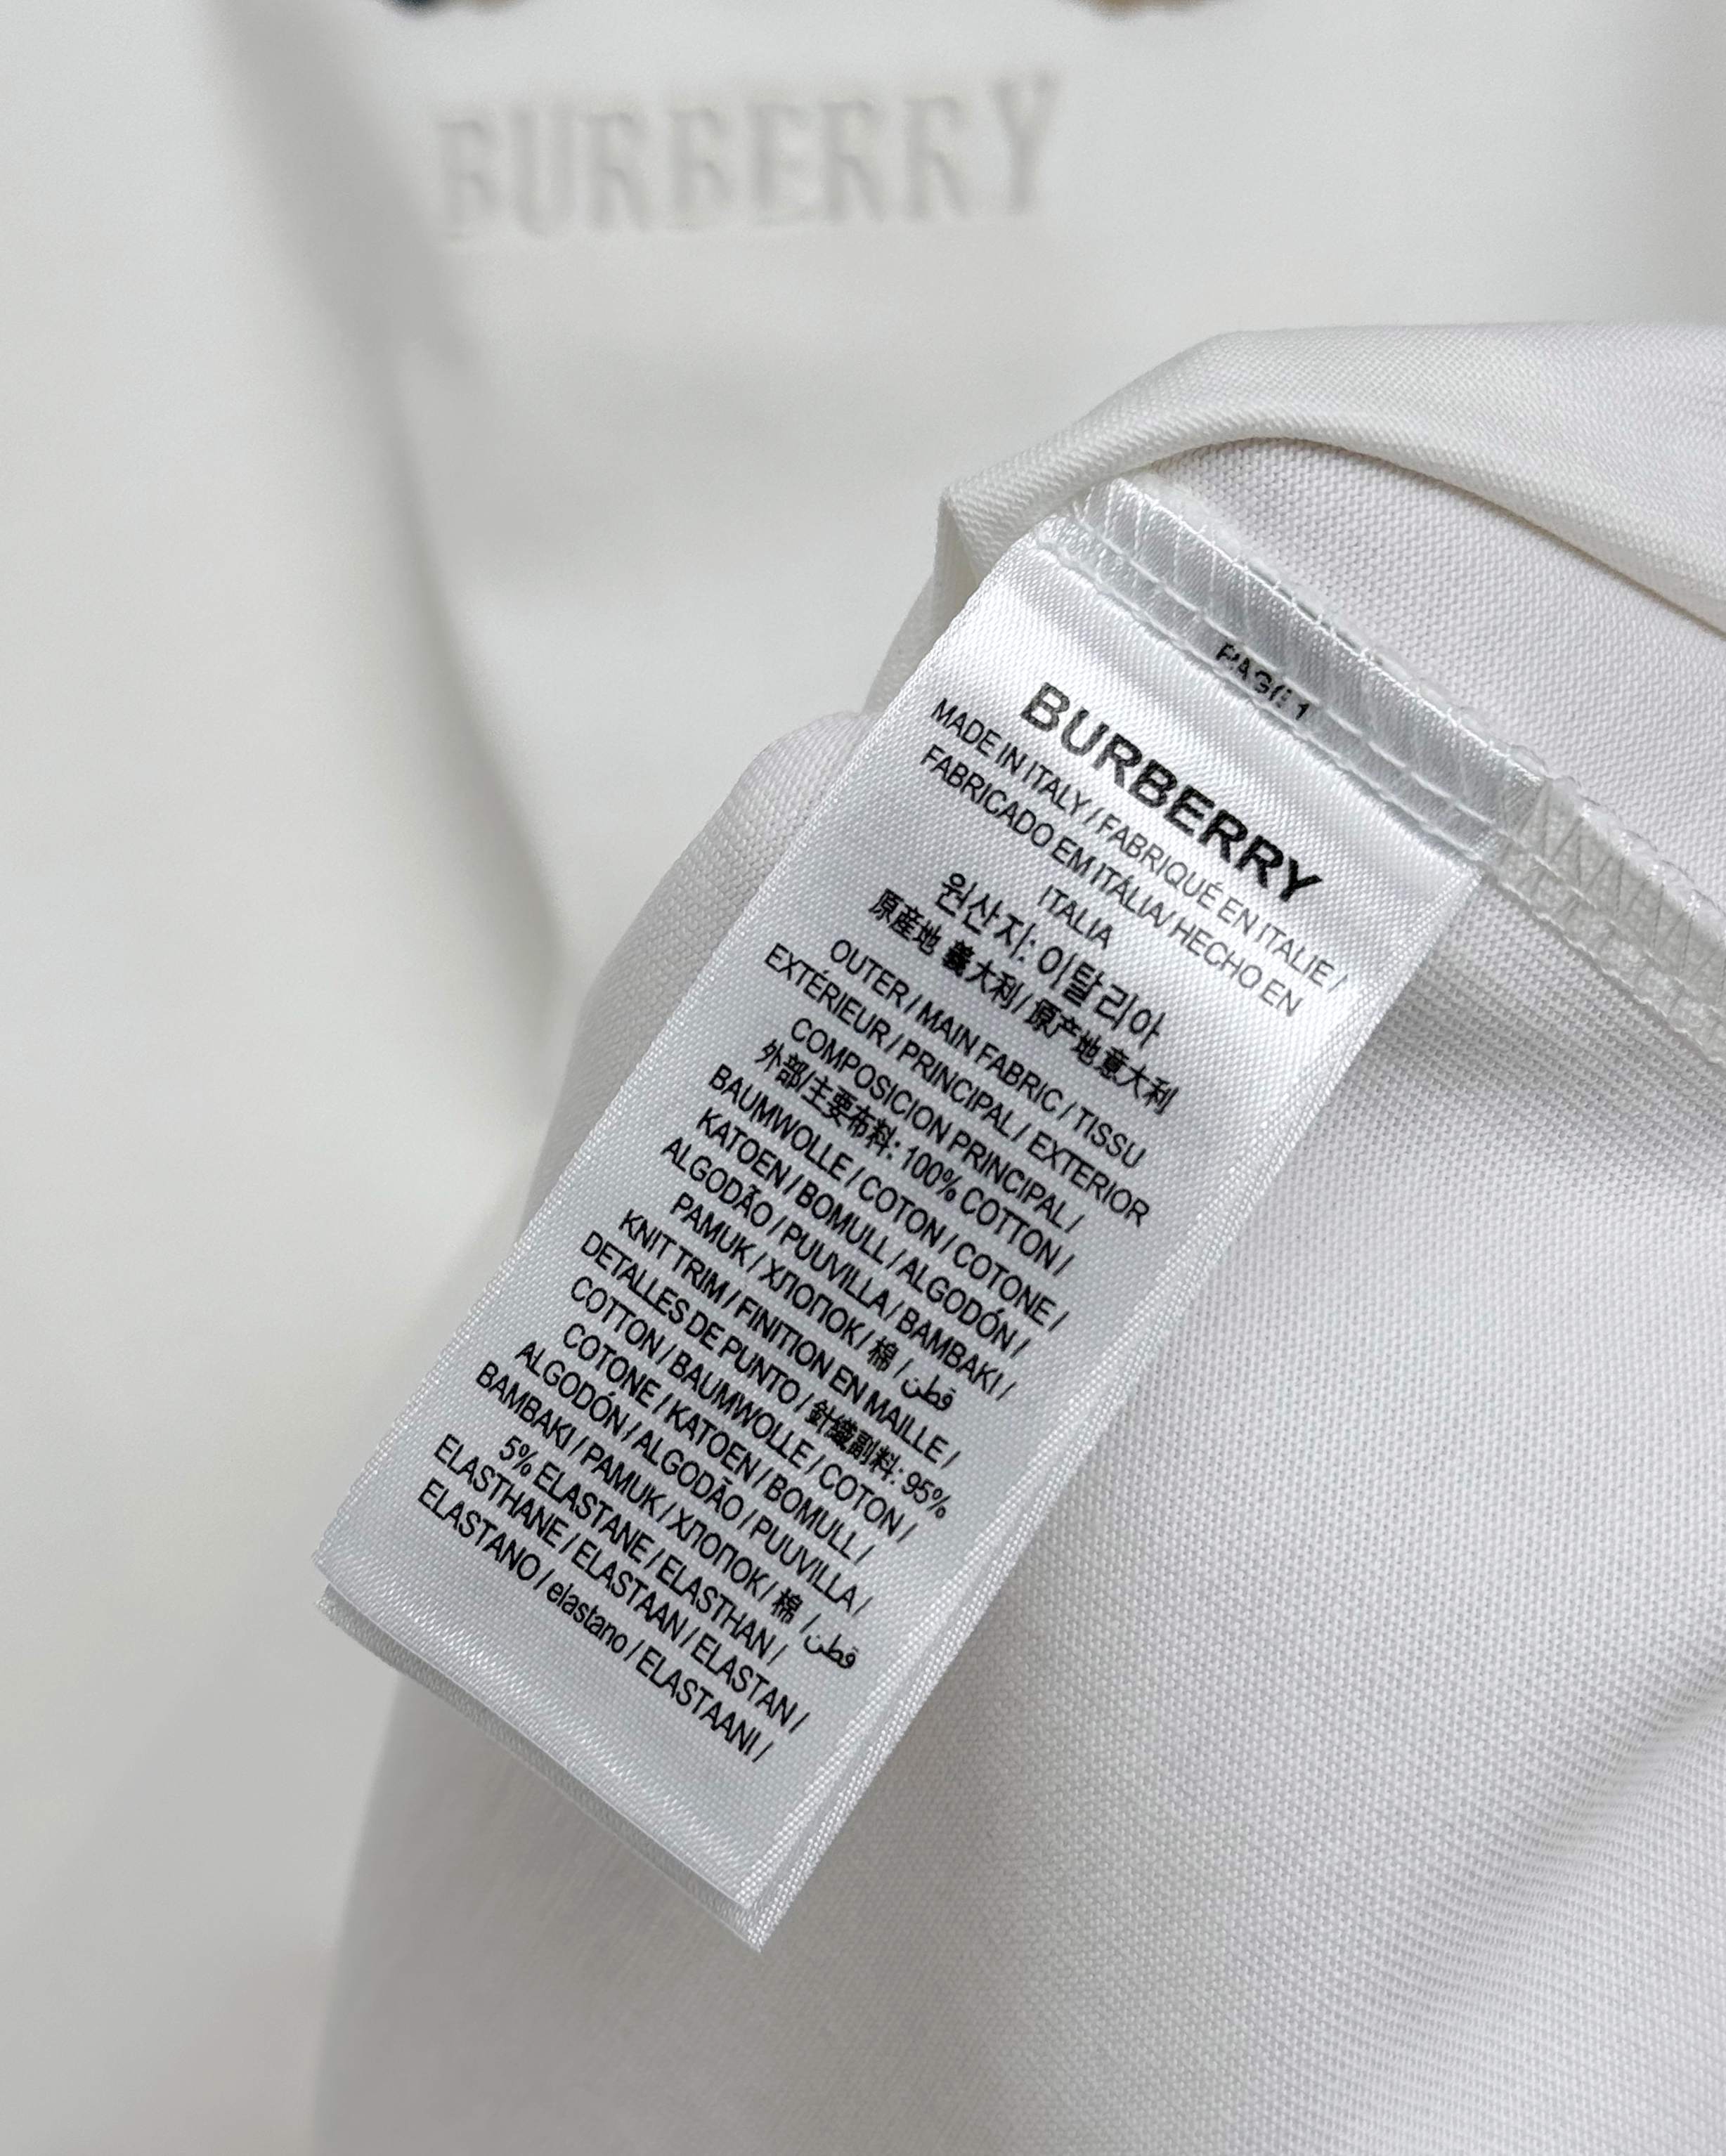 BURBERRY
PAGE 1
BURBERRY
MADE IN ITALY / FABRIQUÉ EN ITALIE /
FABRICADO EM ITÁLIA/ HECHO EN
ITALIA
원산지: 이탈리아
原産地 義大利/ 原产地 意大利
OUTER / MAIN FABRIC / TISSU
EXTÉRIEUR / PRINCIPAL / EXTERIOR
COMPOSICION PRINCIPAL /
外部/主要布料: 100% COTTON /
BAUMWOLLE / COTON / COTONE /
KATOEN / BOMULL / ALGODÓN /
ALGODÃO / PUUVILLA / BAMBAKI /
PAMUK / ХЛОПОК / 棉 / قطن
KNIT TRIM / FINITION EN MAILLE /
DETALLES DE PUNTO / 針織副料: 95%
COTTON / BAUMWOLLE / COTON /
COTONE / KATOEN / BOMULL /
ALGODÓN / ALGODÃO / PUUVILLA /
BAMBAKI / PAMUK / ХЛОПОК / 棉 / قطن
5% ELASTANE / ELASTHAN /
ELASTHANE / ELASTAAN / ELASTAN /
ELASTANO / elastano / ELASTAANI /